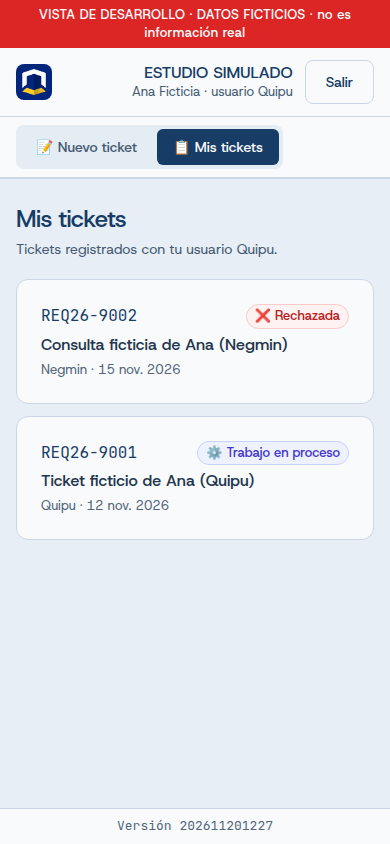 VISTA DE DESARROLLO · DATOS FICTICIOS · no es
información real
ESTUDIO SIMULADO
Ana Ficticia · usuario Quipu
Salir
📝 Nuevo ticket
📋 Mis tickets
Mis tickets
Tickets registrados con tu usuario Quipu.
REQ26-9002
❌ Rechazada
Consulta ficticia de Ana (Negmin)
Negmin · 15 nov. 2026
REQ26-9001
⚙️ Trabajo en proceso
Ticket ficticio de Ana (Quipu)
Quipu · 12 nov. 2026
Versión 202611201227